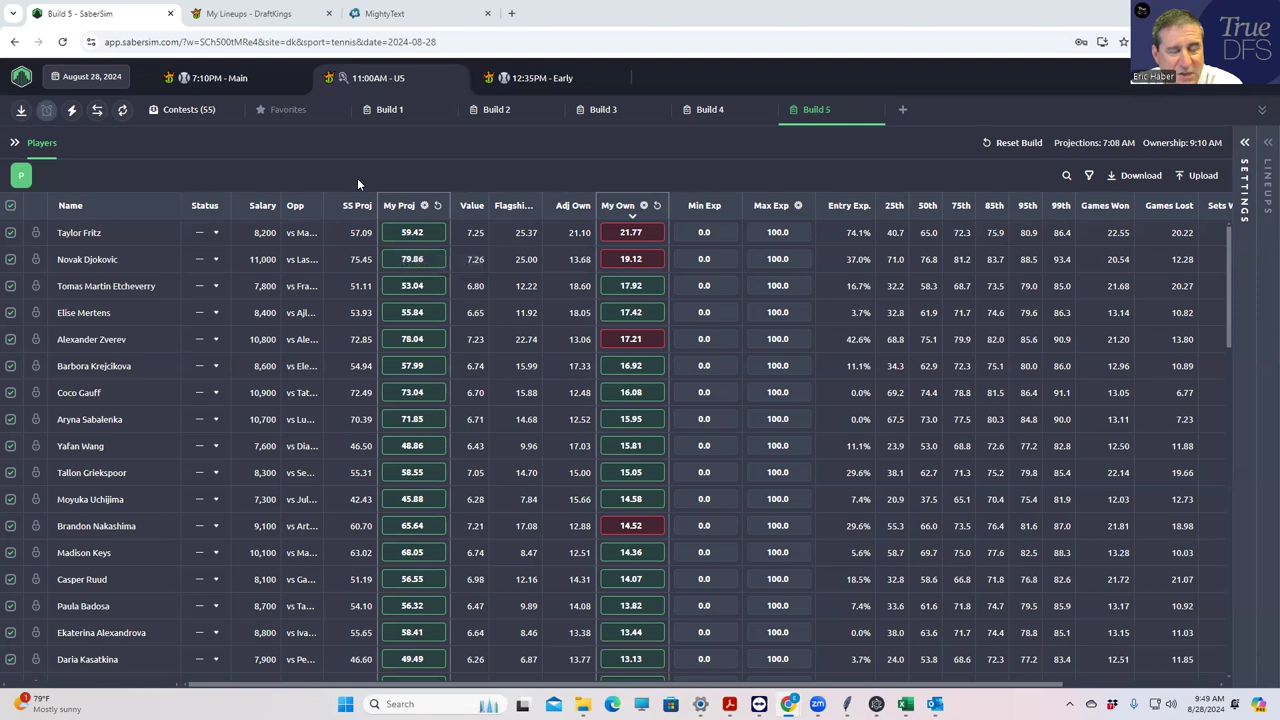 Build 5 - SaberSim
My Lineups - DraftKings
MightyText
app.sabersim.com/?w=SCh500tMRe4&site=dk&sport=tennis&date=2024-08-28
True
DFS
Eric Haber
August 28, 2024
7:10PM - Main
11:00AM - US
12:35PM - Early
Contests (55)
Favorites
Build 1
Build 2
Build 3
Build 4
Build 5
Players
Reset Build
Projections: 7:08 AM
Ownership: 9:10 AM
SETTINGS
LINEUPS
P
Download
Upload
Name Status Salary Opp SS Proj My Proj Value Flagshi... Adj Own My Own Min Exp Max Exp Entry Exp. 25th 50th 75th 85th 95th 99th Games Won Games Lost Sets W
Taylor Fritz — 8,200 vs Ma... 57.09 59.42 7.25 25.37 21.10 21.77 0.0 100.0 74.1% 40.7 65.0 72.3 75.9 80.9 86.4 22.55 20.22
Novak Djokovic — 11,000 vs Las... 75.45 79.86 7.26 25.00 13.68 19.12 0.0 100.0 37.0% 71.0 76.8 81.2 83.7 88.5 93.4 20.54 12.28
Tomas Martin Etcheverry — 7,800 vs Fra... 51.11 53.04 6.80 12.22 18.60 17.92 0.0 100.0 16.7% 32.2 58.3 68.7 73.5 79.0 85.0 21.68 20.27
Elise Mertens — 8,400 vs Ajl... 53.93 55.84 6.65 11.92 18.05 17.42 0.0 100.0 3.7% 32.8 61.9 71.7 74.6 79.6 86.3 13.14 10.82
Alexander Zverev — 10,800 vs Ale... 72.85 78.04 7.23 22.74 13.06 17.21 0.0 100.0 42.6% 68.8 75.1 79.9 82.0 85.6 90.9 21.20 13.80
Barbora Krejcikova — 8,600 vs Ele... 54.94 57.99 6.74 15.99 17.33 16.92 0.0 100.0 11.1% 34.3 62.9 72.3 75.1 80.0 86.0 12.96 10.89
Coco Gauff — 10,900 vs Tat... 72.49 73.04 6.70 15.88 12.48 16.08 0.0 100.0 0.0% 69.2 74.4 78.8 81.5 86.4 91.1 13.05 6.77
Aryna Sabalenka — 10,700 vs Lu... 70.39 71.85 6.71 14.68 12.52 15.95 0.0 100.0 0.0% 67.5 73.0 77.5 80.3 84.8 90.0 13.11 7.23
Yafan Wang — 7,600 vs Dia... 46.50 48.86 6.43 9.96 17.03 15.81 0.0 100.0 11.1% 23.9 53.0 68.8 72.6 77.2 82.8 12.50 11.88
Tallon Griekspoor — 8,300 vs Se... 55.31 58.55 7.05 14.70 15.00 15.05 0.0 100.0 29.6% 38.1 62.7 71.3 75.2 79.8 85.4 22.14 19.66
Moyuka Uchijima — 7,300 vs Jul... 42.43 45.88 6.28 7.84 15.66 14.58 0.0 100.0 7.4% 20.9 37.5 65.1 70.4 75.4 81.9 12.03 12.73
Brandon Nakashima — 9,100 vs Art... 60.70 65.64 7.21 17.08 12.88 14.52 0.0 100.0 29.6% 55.3 66.0 73.5 76.4 81.6 87.0 21.81 18.98
Madison Keys — 10,100 vs Ma... 63.02 68.05 6.74 8.47 12.51 14.36 0.0 100.0 5.6% 58.7 69.7 75.0 77.6 82.5 88.3 13.28 10.03
Casper Ruud — 8,100 vs Ga... 51.19 56.55 6.98 12.16 14.31 14.07 0.0 100.0 18.5% 32.8 58.6 68.6 71.8 76.8 82.6 21.72 21.07
Paula Badosa — 8,700 vs Ta... 54.10 56.32 6.47 9.89 14.08 13.82 0.0 100.0 7.4% 33.6 61.6 71.8 74.7 79.5 85.9 13.17 10.92
Ekaterina Alexandrova — 8,800 vs Iva... 55.65 58.41 6.64 8.46 13.38 13.44 0.0 100.0 0.0% 38.0 63.6 71.7 74.4 78.8 85.1 13.15 11.03
Daria Kasatkina — 7,900 vs Pe... 46.60 49.49 6.26 6.87 13.77 13.13 0.0 100.0 3.7% 24.0 50.8 68.6 72.3 77.2 83.4 12.51 11.85
79°F
Mostly sunny
Search
9:49 AM
8/28/2024